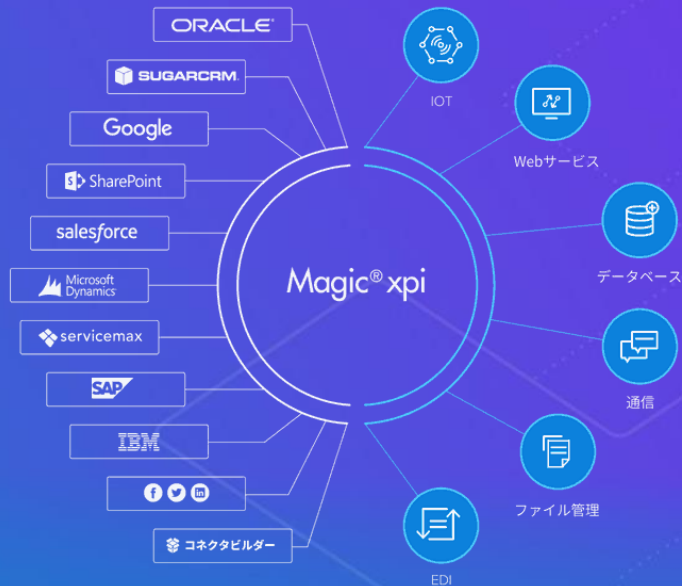 ORACLE®
SUGARCRM.
Google
SharePoint
salesforce
Microsoft
Dynamics
servicemax
SAP
IBM
コネクタビルダー
Magic® xpi
IOT
Webサービス
データベース
通信
ファイル管理
EDI